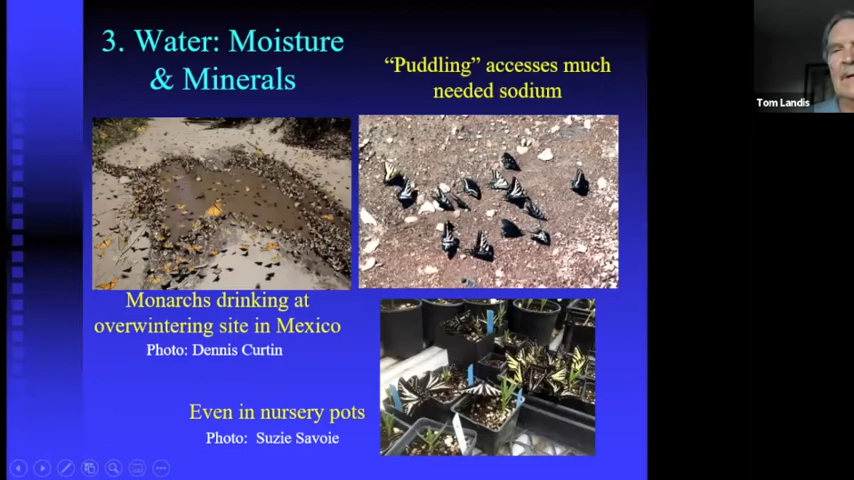 3. Water: Moisture
& Minerals
“Puddling” accesses much
needed sodium
Tom Landis
Monarchs drinking at
overwintering site in Mexico
Photo: Dennis Curtin
Even in nursery pots
Photo: Suzie Savoie